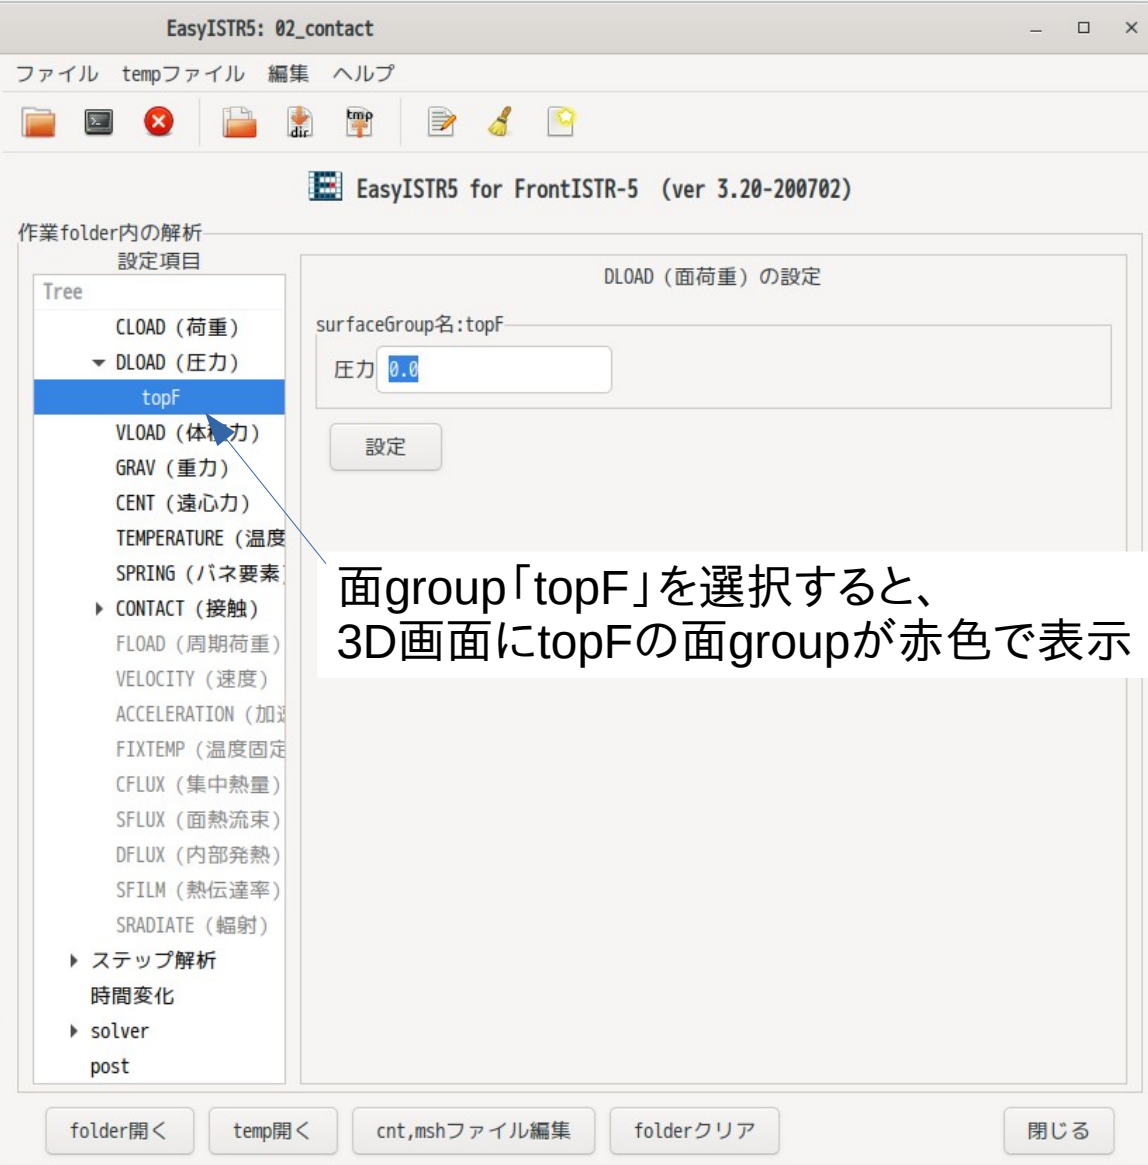 EasyISTR5: 02_contact
ファイル tempファイル 編集 ヘルプ
dir
tmp
EasyISTR5 for FrontISTR-5 (ver 3.20-200702)
作業folder内の解析
設定項目
Tree
CLOAD (荷重)
DLOAD (圧力)
topF
VLOAD (体積力)
GRAV (重力)
CENT (遠心力)
TEMPERATURE (温度
SPRING (バネ要素)
CONTACT (接触)
FLOAD (周期荷重)
VELOCITY (速度)
ACCELERATION (加速
FIXTEMP (温度固定
CFLUX (集中熱量)
SFLUX (面熱流束)
DFLUX (内部発熱)
SFILM (熱伝達率)
SRADIATE (輻射)
ステップ解析
時間変化
solver
post
DLOAD (面荷重) の設定
surfaceGroup名:topF
圧力 0.0
設定
面group「topF」を選択すると、
3D画面にtopFの面groupが赤色で表示
folder開く temp開く cnt,mshファイル編集 folderクリア 閉じる